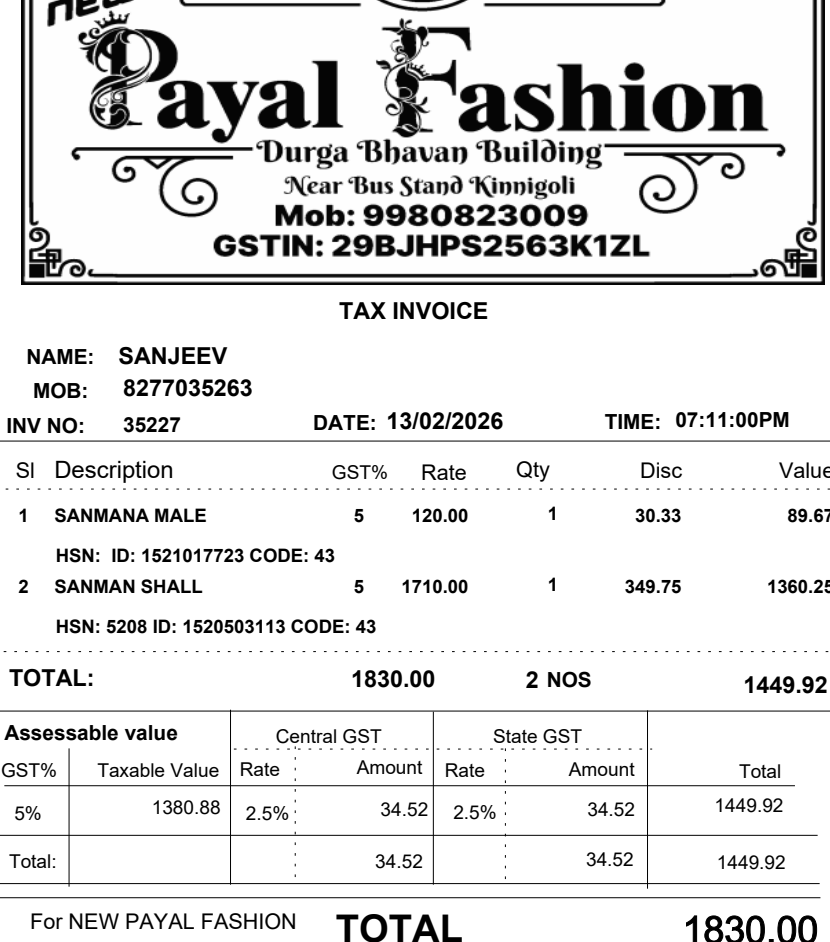 new
Payal Fashion
Durga Bhavan Building
Near Bus Stand Kinnigoli
Mob: 9980823009
GSTIN: 29BJHPS2563K1ZL
TAX INVOICE
NAME: SANJEEV
MOB: 8277035263
INV NO: 35227 DATE: 13/02/2026 TIME: 07:11:00PM
Sl Description GST% Rate Qty Disc Value
1 SANMANA MALE 5 120.00 1 30.33 89.67
HSN: ID: 1521017723 CODE: 43
2 SANMAN SHALL 5 1710.00 1 349.75 1360.25
HSN: 5208 ID: 1520503113 CODE: 43
TOTAL: 1830.00 2 NOS 1449.92
Assessable value Central GST State GST
GST% Taxable Value Rate Amount Rate Amount Total
5% 1380.88 2.5% 34.52 2.5% 34.52 1449.92
Total: 34.52 34.52 1449.92
For NEW PAYAL FASHION TOTAL 1830.00